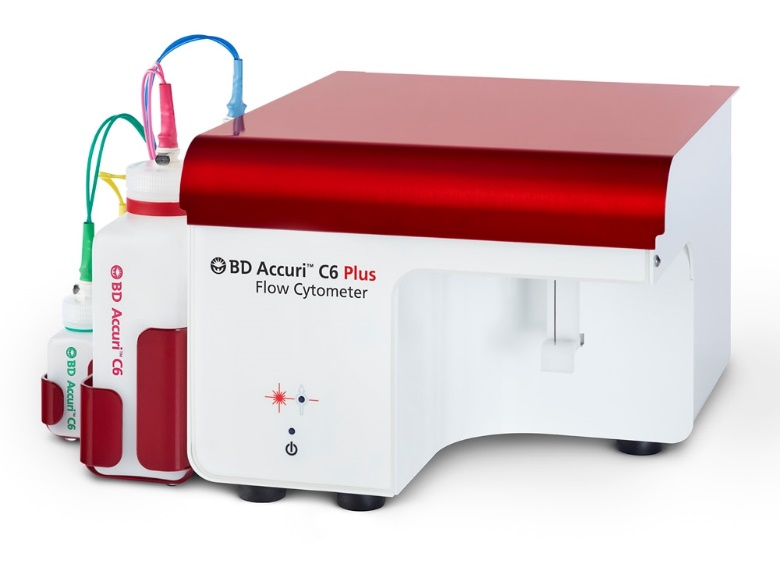 BD Accuri™ C6 Plus
Flow Cytometer
BD Accuri™ C6
BD Accuri™ C6